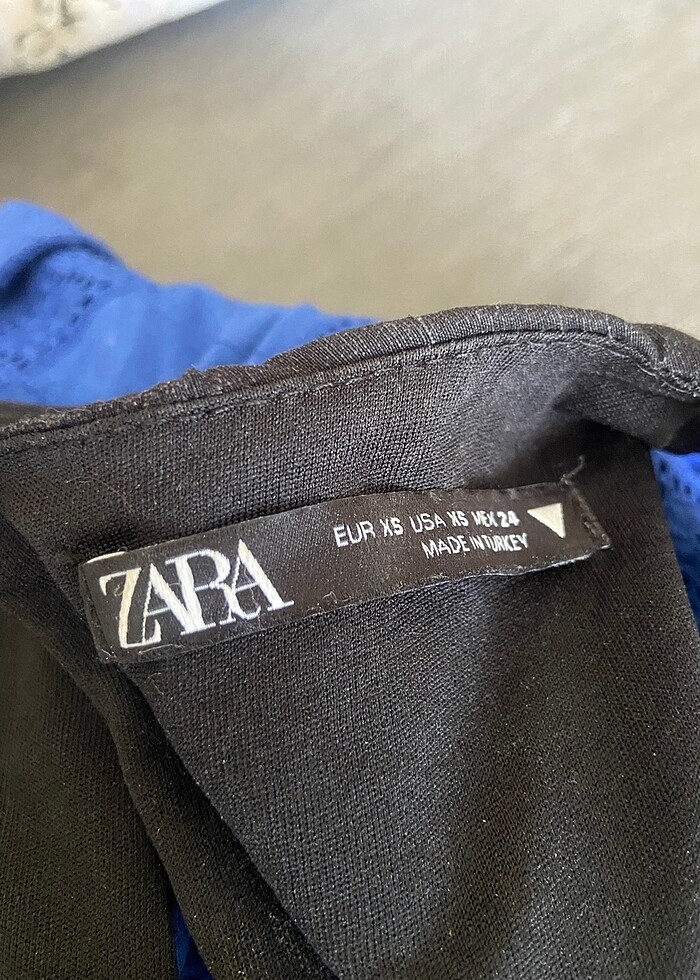 ZARA
EUR XS USA XS MEX 24
MADE IN TURKEY